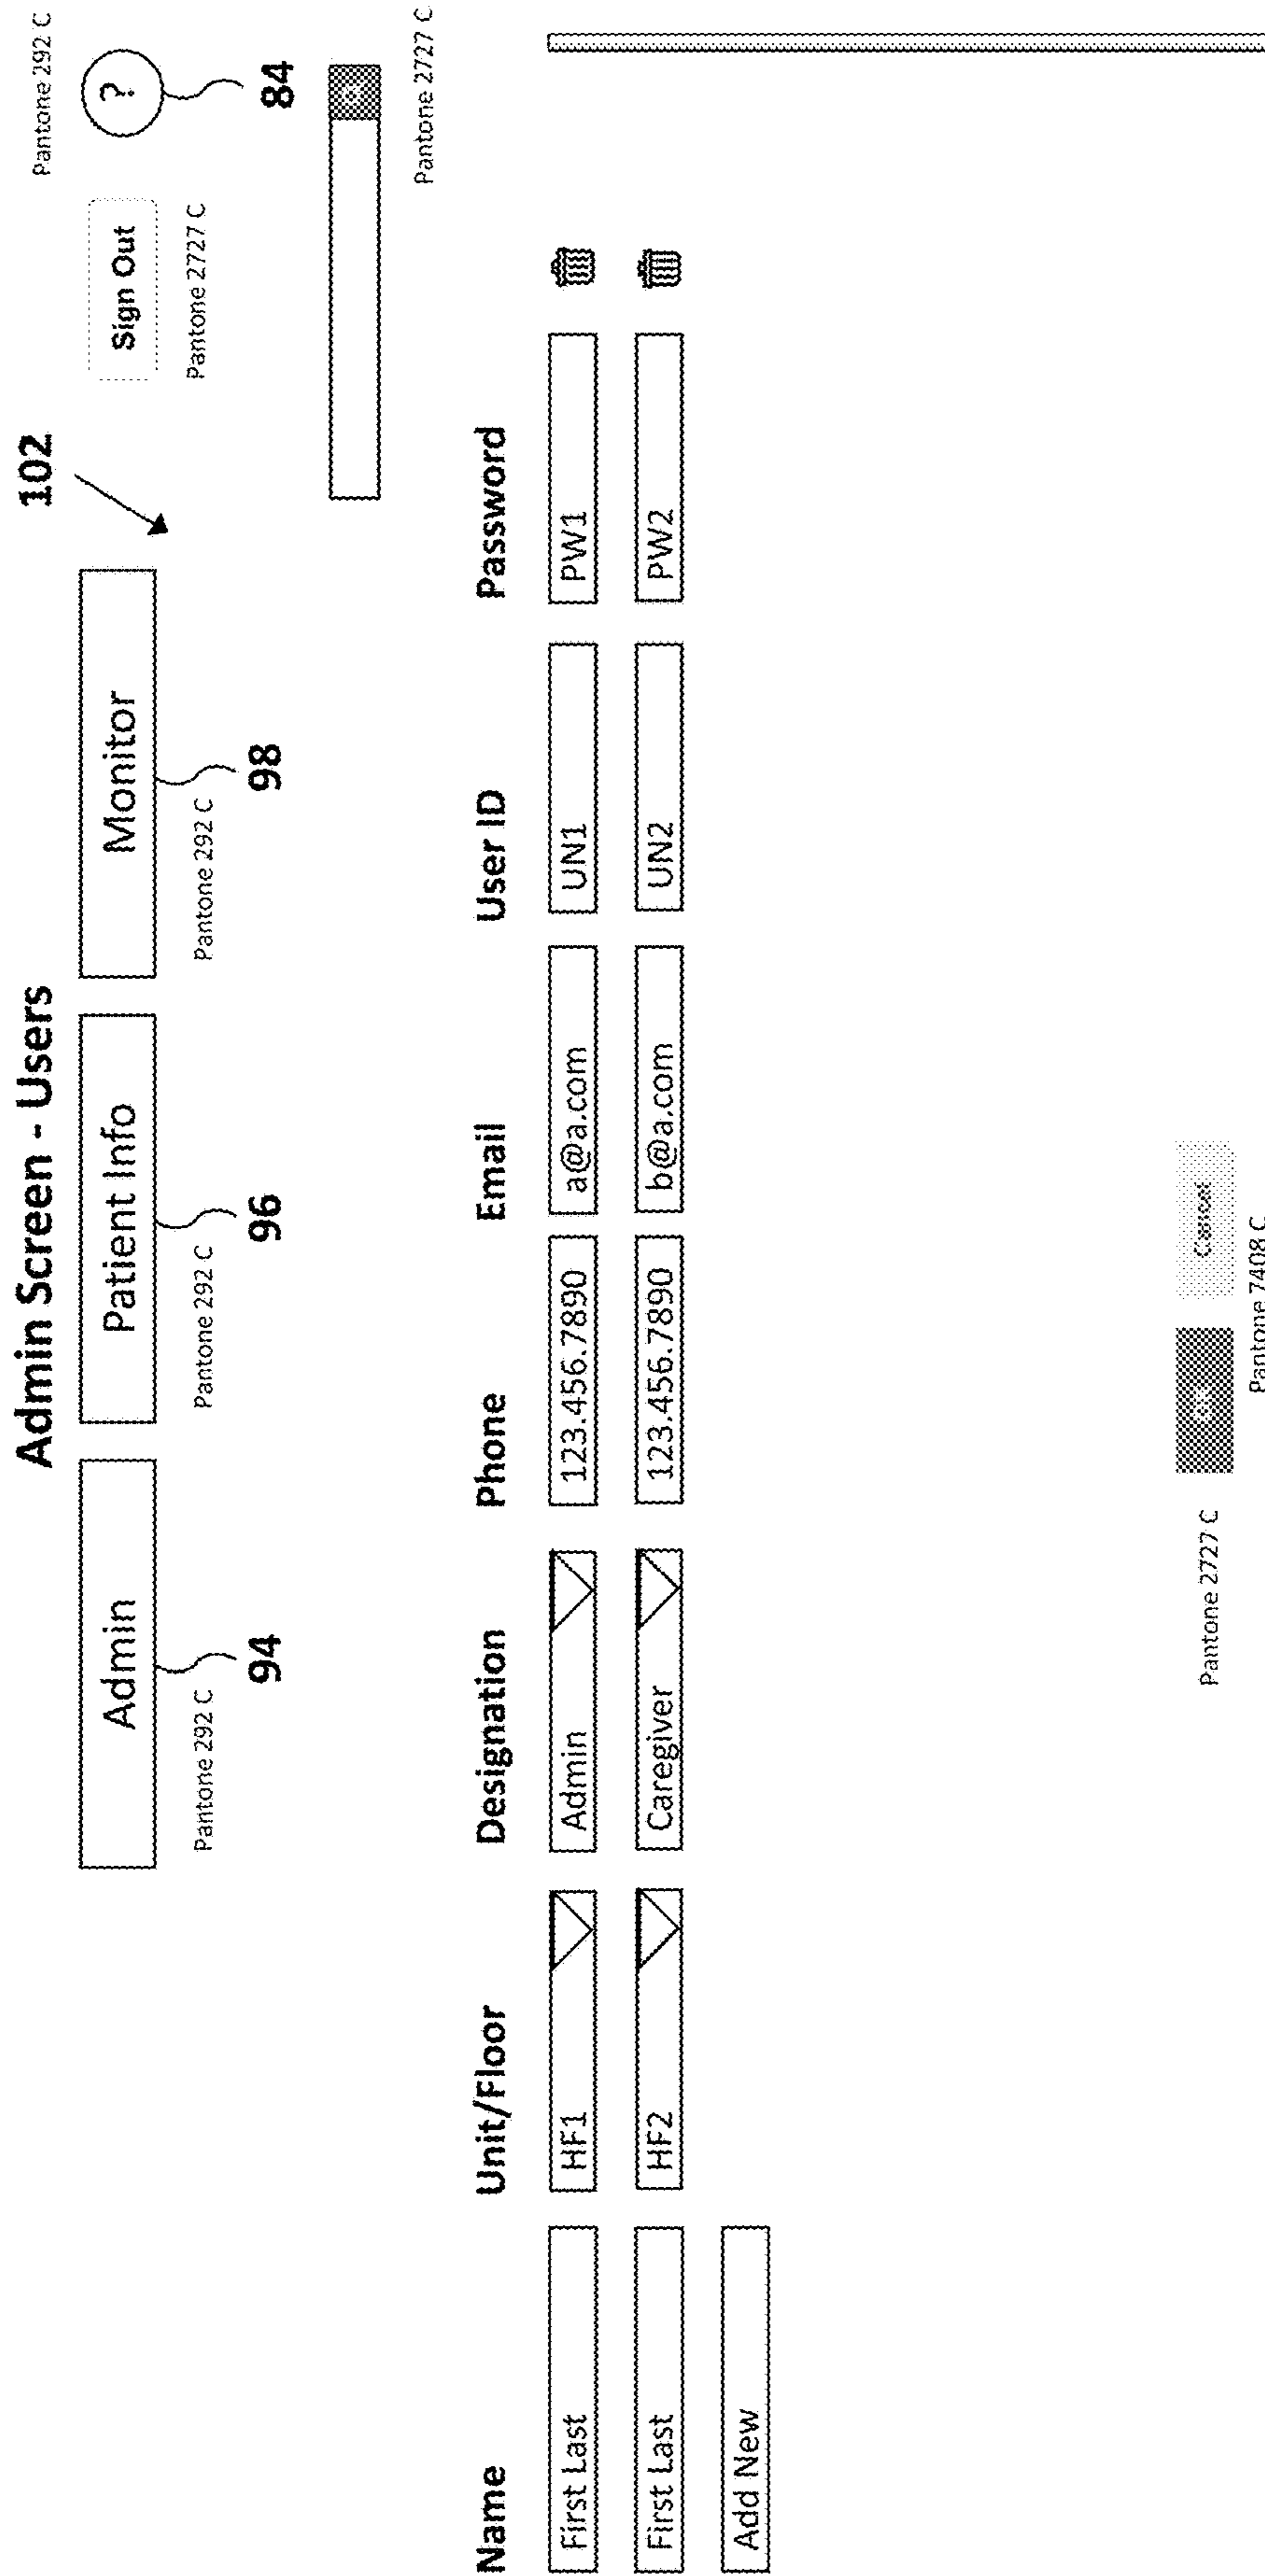 Admin Screen - Users
Pantone 292 C
102
Admin
Patient Info
Monitor
Sign Out
?
Pantone 292 C
Pantone 292 C
Pantone 292 C
Pantone 2727 C
94
96
98
84
Pantone 2727 C
Name Unit/Floor Designation Phone Email User ID Password
First Last HF1 Admin 123.456.7890 a@a.com UN1 PW1
First Last HF2 Caregiver 123.456.7890 b@a.com UN2 PW2
Add New
Cancel
Pantone 2727 C
Pantone 7408 C